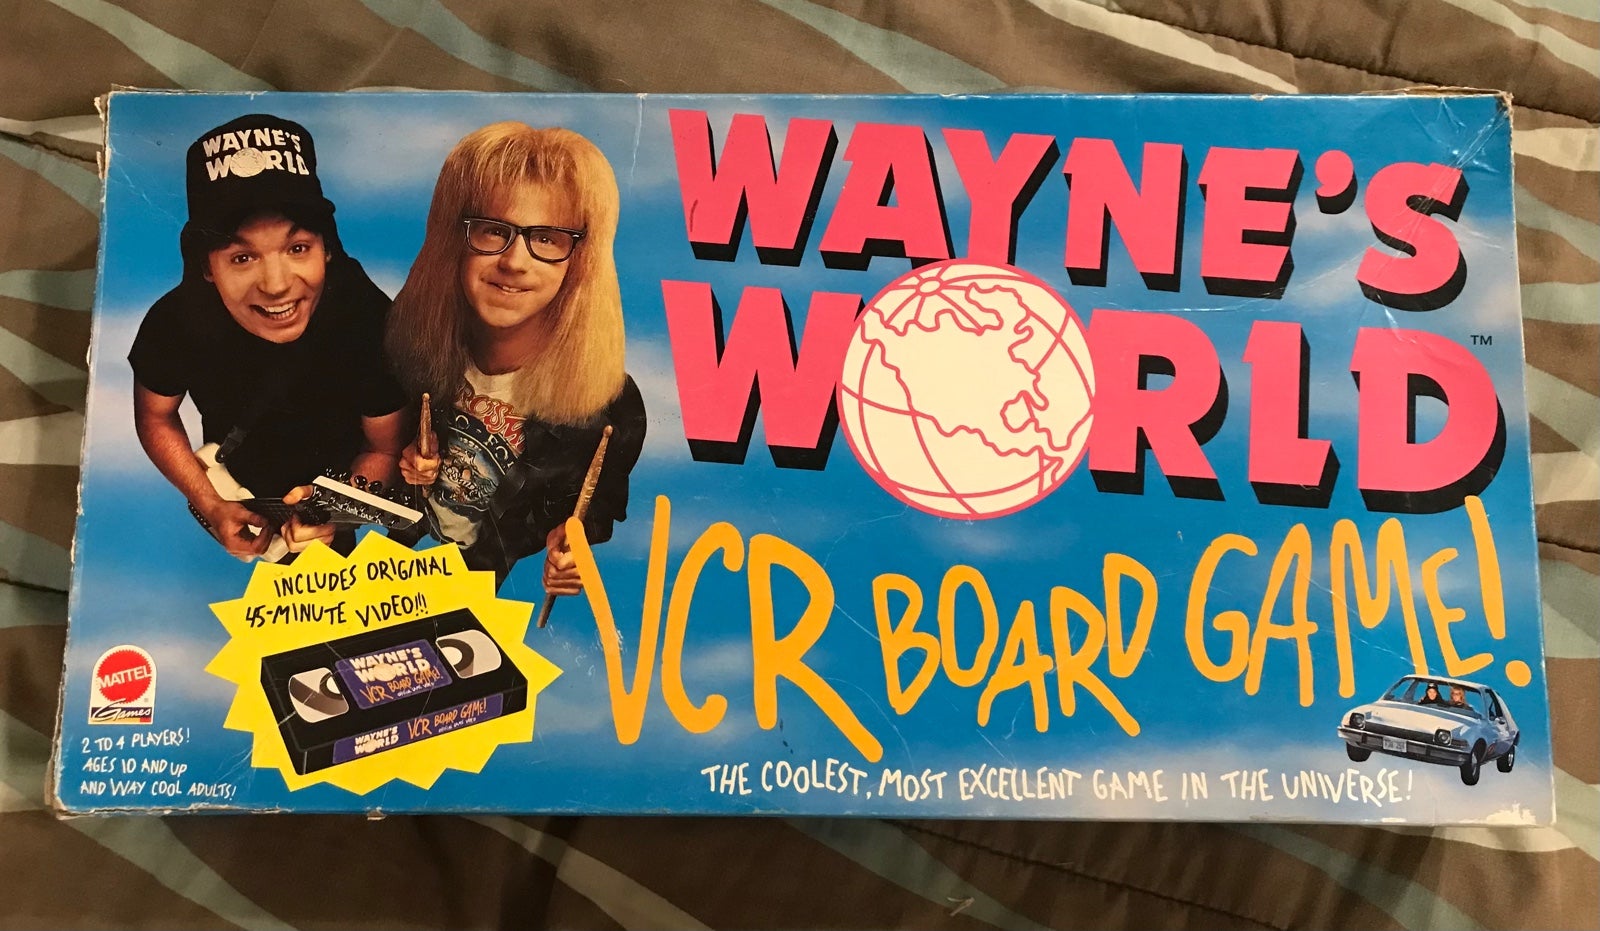 WAYNE'S
WORLD
WAYNE'S
WORLD
TM
VCR BOARD GAME!
THE COOLEST, MOST EXCELLENT GAME IN THE UNIVERSE!
INCLUDES ORIGINAL
45-MINUTE VIDEO!!!
WAYNE'S
WORLD
VCR BOARD GAME!
WAYNE'S
WORLD
VCR BOARD GAME!
MATTEL
Games
2 TO 4 PLAYERS!
AGES 10 AND UP
AND WAY COOL ADULTS!